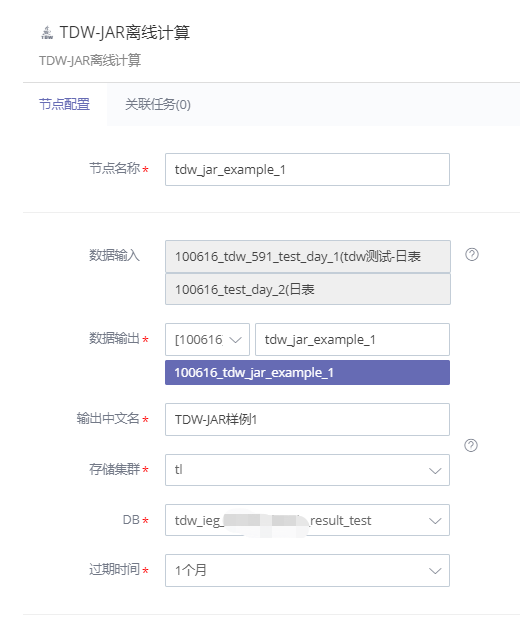 TDW-JAR离线计算
TDW-JAR离线计算
节点配置 关联任务(0)
节点名称* tdw_jar_example_1
数据输入 100616_tdw_591_test_day_1(tdw测试-日表
100616_test_day_2(日表
数据输出* [100616 tdw_jar_example_1
100616_tdw_jar_example_1
输出中文名* TDW-JAR样例1
存储集群* tl
DB* tdw_ieg_ _result_test
过期时间* 1个月